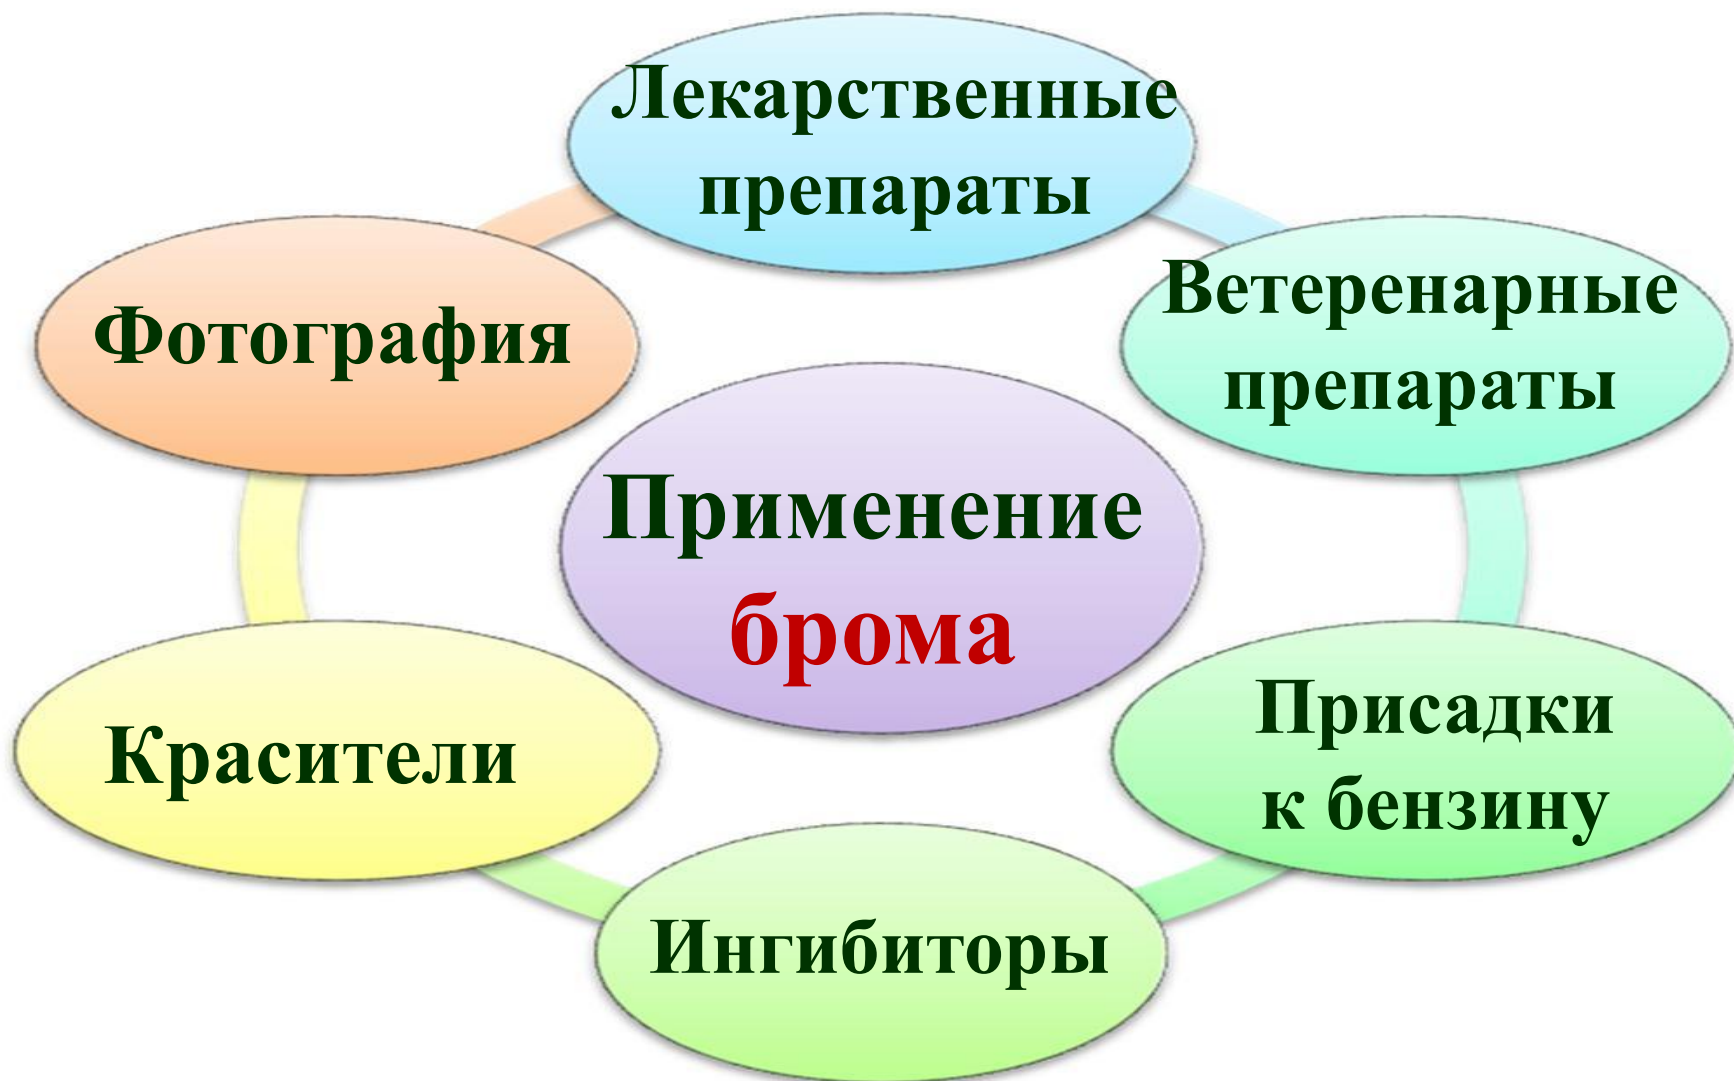 Лекарственные
препараты
Ветеренарные
препараты
Фотография
Применение
брома
Присадки
к бензину
Красители
Ингибиторы